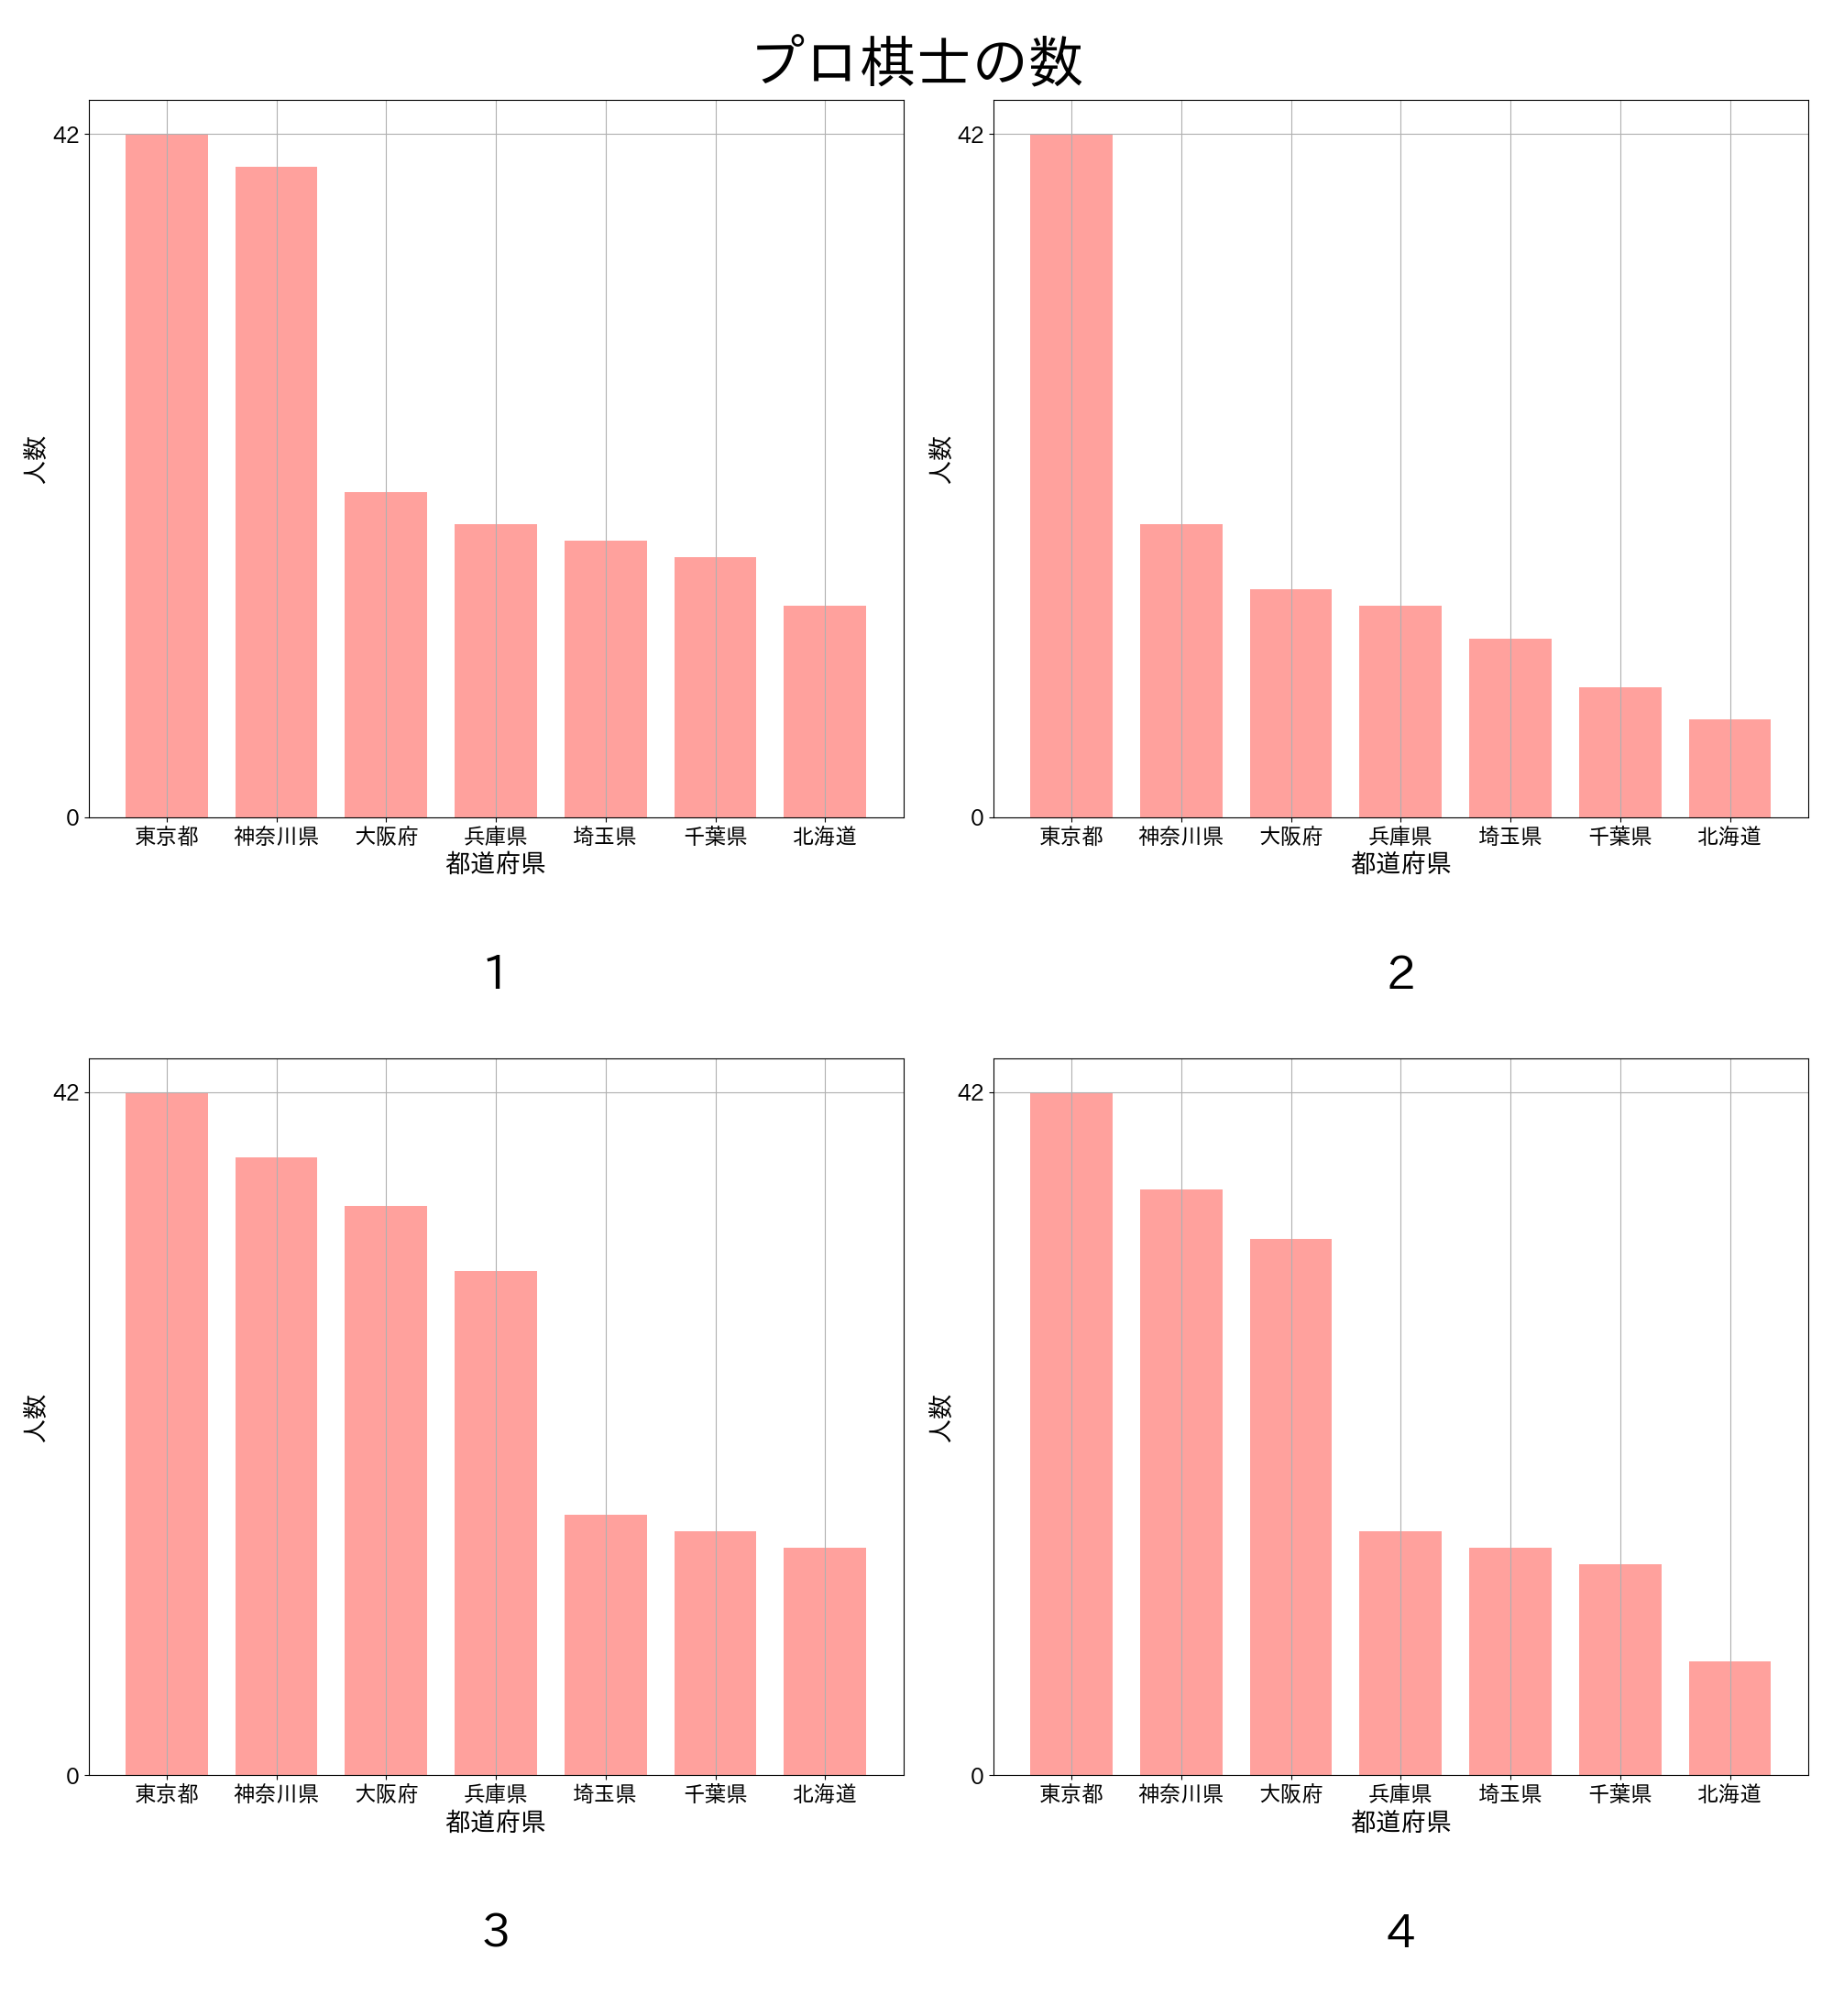 プロ棋士の数
42
0
人数
東京都 神奈川県 大阪府 兵庫県 埼玉県 千葉県 北海道
都道府県
1
42
0
人数
東京都 神奈川県 大阪府 兵庫県 埼玉県 千葉県 北海道
都道府県
2
42
0
人数
東京都 神奈川県 大阪府 兵庫県 埼玉県 千葉県 北海道
都道府県
3
42
0
人数
東京都 神奈川県 大阪府 兵庫県 埼玉県 千葉県 北海道
都道府県
4